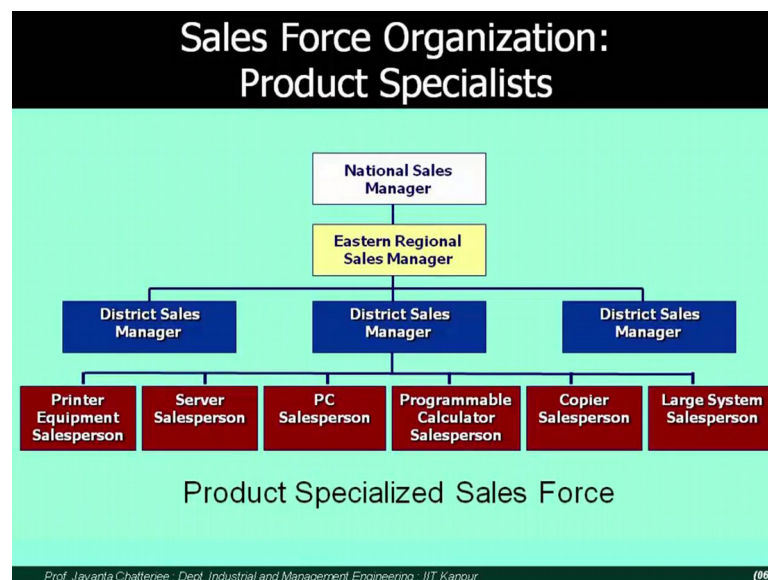 Sales Force Organization:
Product Specialists
National Sales
Manager
Eastern Regional
Sales Manager
District Sales
Manager
District Sales
Manager
District Sales
Manager
Printer
Equipment
Salesperson
Server
Salesperson
PC
Salesperson
Programmable
Calculator
Salesperson
Copier
Salesperson
Large System
Salesperson
Product Specialized Sales Force
Prof. Jayanta Chatterjee : Dept. Industrial and Management Engineering : IIT Kanpur
(06